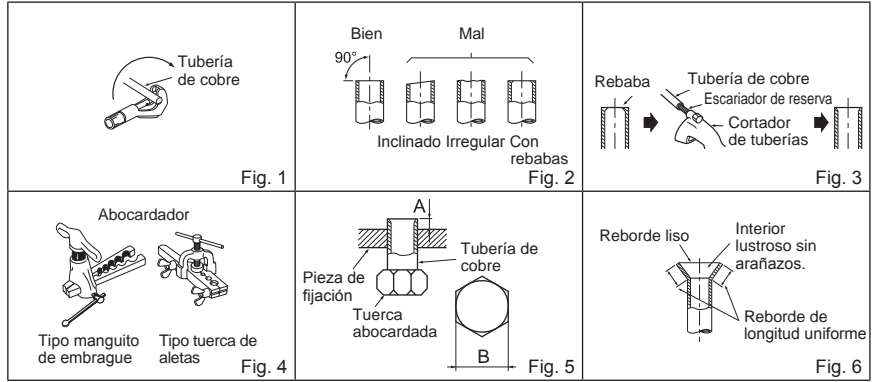 Tubería
de cobre
Fig. 1
Bien
Mal
90°
Inclinado Irregular Con
rebabas
Fig. 2
Rebaba
Tubería de cobre
Escariador de reserva
Cortador
de tuberías
Fig. 3
Abocardador
Tipo manguito
de embrague
Tipo tuerca de
aletas
Fig. 4
A
Tubería de
cobre
Pieza de
fijación
Tuerca
abocardada
B
Fig. 5
Reborde liso
Interior
lustroso sin
arañazos.
Reborde de
longitud uniforme
Fig. 6